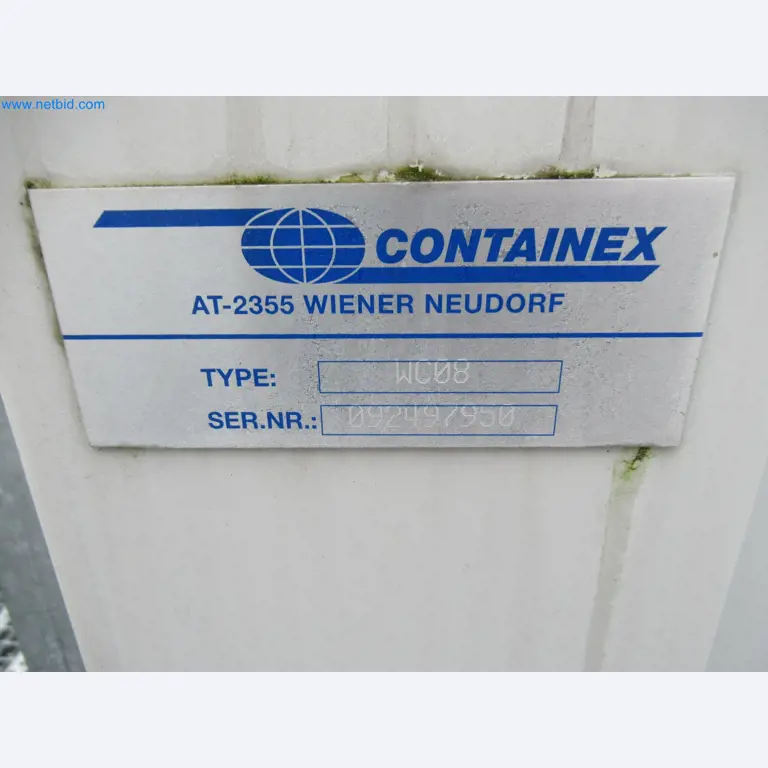 www.netbid.com
CONTAINEX
AT-2355 WIENER NEUDORF
TYPE: WC08
SER.NR.: 092497950